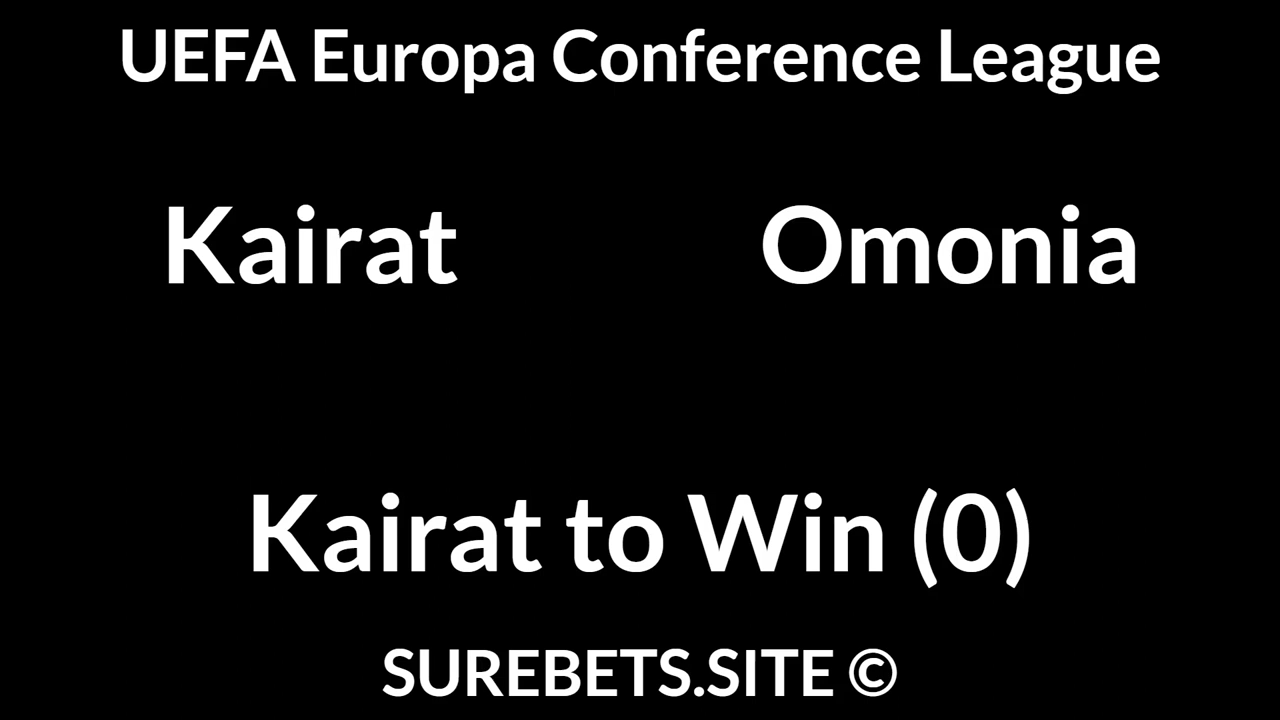 UEFA Europa Conference League
Kairat Omonia
Kairat to Win (0)
SUREBETS.SITE ©